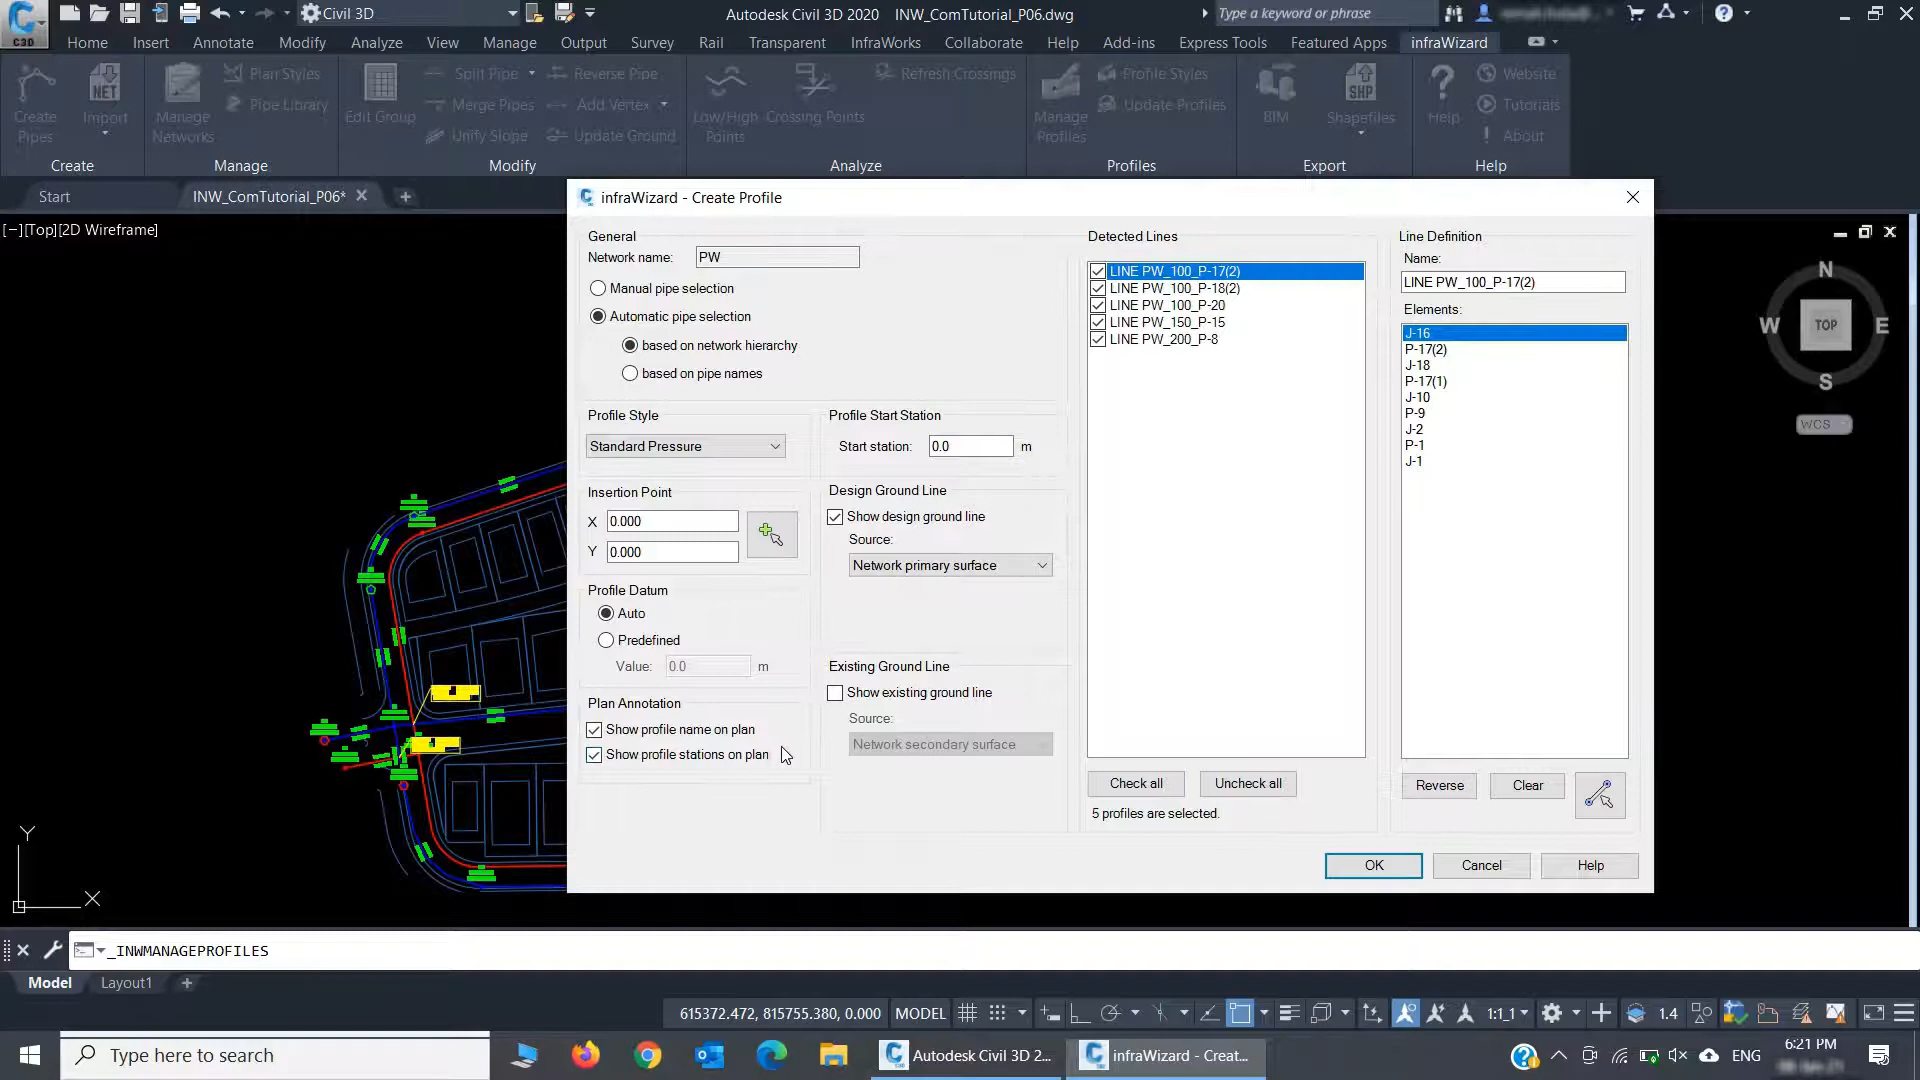 C3D
Civil 3D
Autodesk Civil 3D 2020   INW_ComTutorial_P06.dwg
Type a keyword or phrase
Home Insert Annotate Modify Analyze View Manage Output Survey Rail Transparent InfraWorks Collaborate Help Add-ins Express Tools Featured Apps infraWizard
Create Pipes
Import
Create
Manage Networks
Plan Styles
Pipe Library
Manage
Edit Group
Split Pipe
Merge Pipes
Unify Slope
Reverse Pipe
Add Vertex
Update Ground
Modify
Low/High Points
Crossing Points
Refresh Crossings
Analyze
Manage Profiles
Profile Styles
Update Profiles
Profiles
BIM
SHP
Shapefiles
Export
Help
Website
Tutorials
About
Help
Start
INW_ComTutorial_P06*
[−][Top][2D Wireframe]
infraWizard - Create Profile
General
Network name: PW
Manual pipe selection
Automatic pipe selection
based on network hierarchy
based on pipe names
Profile Style
Standard Pressure
Profile Start Station
Start station: 0.0 m
Insertion Point
X 0.000
Y 0.000
Design Ground Line
Show design ground line
Source:
Network primary surface
Profile Datum
Auto
Predefined
Value: 0.0 m
Existing Ground Line
Show existing ground line
Source:
Network secondary surface
Plan Annotation
Show profile name on plan
Show profile stations on plan
Detected Lines
LINE PW_100_P-17(2)
LINE PW_100_P-18(2)
LINE PW_100_P-20
LINE PW_150_P-15
LINE PW_200_P-8
Check all
Uncheck all
5 profiles are selected.
Line Definition
Name:
LINE PW_100_P-17(2)
Elements:
J-16
P-17(2)
J-18
P-17(1)
J-10
P-9
J-2
P-1
J-1
Reverse
Clear
OK
Cancel
Help
N
W TOP E
S
WCS
Y
X
_INWMANAGEPROFILES
Model
Layout1
615372.472, 815755.380, 0.000
MODEL
1:1_1
1.4
Type here to search
Autodesk Civil 3D 2...
infraWizard - Creat...
ENG
6:21 PM